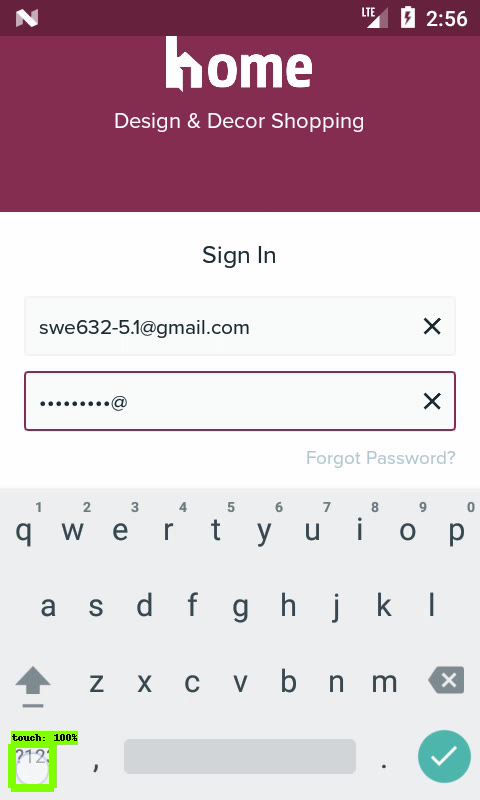 LTE 2:56
home
Design & Decor Shopping
Sign In
swe632-5.1@gmail.com
•••••••••@
Forgot Password?
1 2 3 4 5 6 7 8 9 0
q w e r t y u i o p
a s d f g h j k l
z x c v b n m
touch: 100%
?123 , .